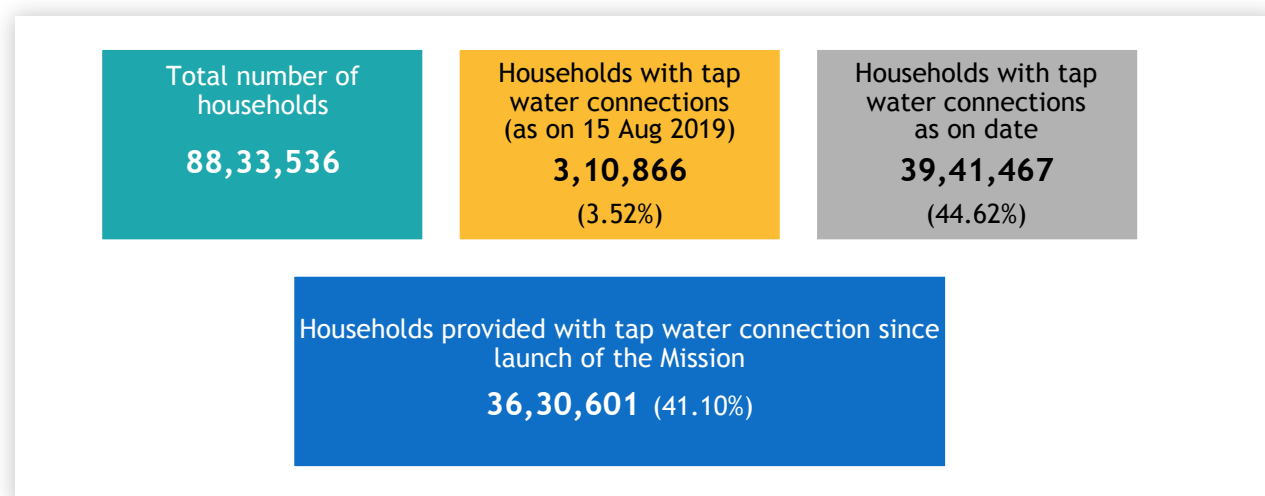 Total number of
households
88,33,536
Households with tap
water connections
(as on 15 Aug 2019)
3,10,866
(3.52%)
Households with tap
water connections
as on date
39,41,467
(44.62%)
Households provided with tap water connection since
launch of the Mission
36,30,601 (41.10%)